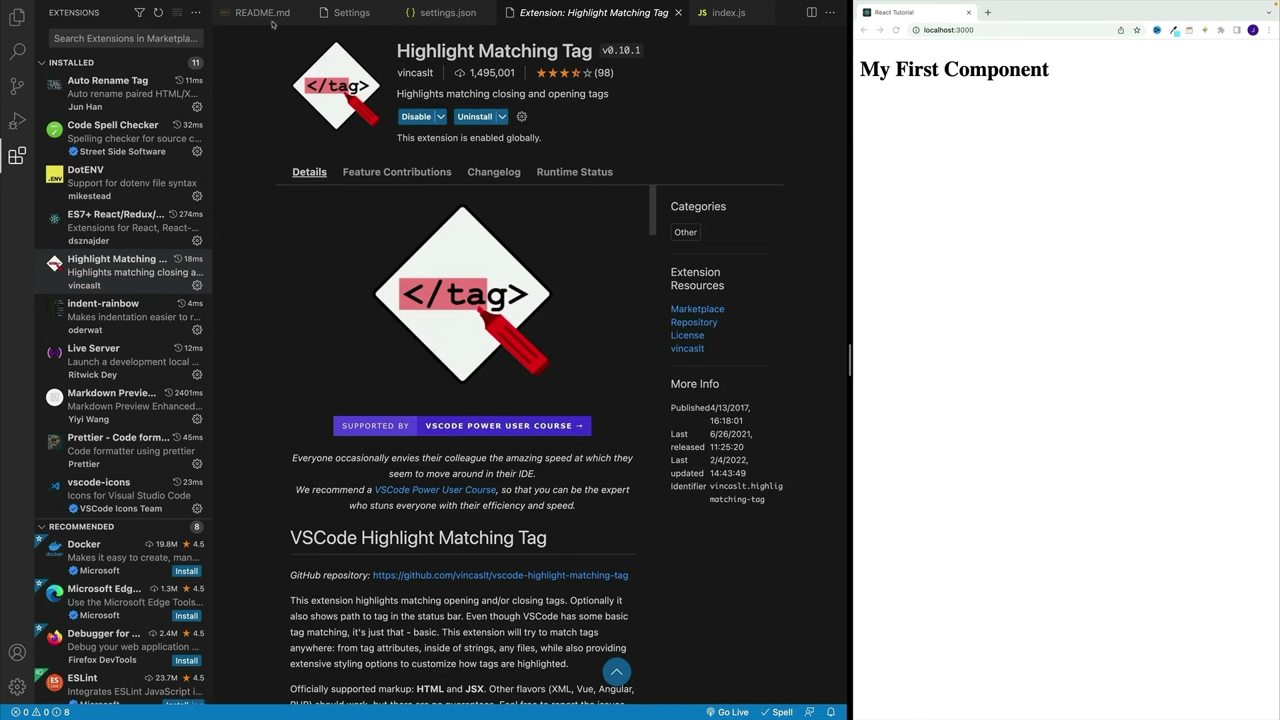 README.md
Settings
settings.json
Extension: Highlight Matching Tag
index.js
Search Extensions in Marketpla...
INSTALLED
11
Auto Rename Tag
11ms
Auto rename paired HTML/X...
Jun Han
Code Spell Checker
32ms
Spelling checker for source c...
Street Side Software
DotENV
Support for dotenv file syntax
mikestead
ES7+ React/Redux/...
274ms
Extensions for React, React-...
dsznajder
Highlight Matching ...
18ms
Highlights matching closing a...
vincaslt
indent-rainbow
4ms
Makes indentation easier to r...
oderwat
Live Server
12ms
Launch a development local ...
Ritwick Dey
Markdown Previe...
2401ms
Markdown Preview Enhanced...
Yiyi Wang
Prettier - Code form...
45ms
Code formatter using prettier
Prettier
vscode-icons
23ms
Icons for Visual Studio Code
VSCode Icons Team
RECOMMENDED
8
Docker
19.8M ★ 4.5
Makes it easy to create, man...
Microsoft
Install
Microsoft Edg...
1.3M ★ 4.5
Use the Microsoft Edge Tools...
Microsoft
Install
Debugger for ...
2.4M ★ 4.5
Debug your web application ...
Firefox DevTools
Install
ESLint
23.7M ★ 4.5
Integrates ESLint JavaScript i...
</tag>
Highlight Matching Tag
v0.10.1
vincaslt
1,495,001
(98)
Highlights matching closing and opening tags
Disable
Uninstall
This extension is enabled globally.
Details
Feature Contributions
Changelog
Runtime Status
</tag>
SUPPORTED BY VSCODE POWER USER COURSE →
Everyone occasionally envies their colleague the amazing speed at which they
seem to move around in their IDE.
We recommend a VSCode Power User Course, so that you can be the expert
who stuns everyone with their efficiency and speed.
VSCode Highlight Matching Tag
GitHub repository: https://github.com/vincaslt/vscode-highlight-matching-tag
This extension highlights matching opening and/or closing tags. Optionally it
also shows path to tag in the status bar. Even though VSCode has some basic
tag matching, it's just that - basic. This extension will try to match tags
anywhere: from tag attributes, inside of strings, any files, while also providing
extensive styling options to customize how tags are highlighted.
Officially supported markup: HTML and JSX. Other flavors (XML, Vue, Angular,
Categories
Other
Extension
Resources
Marketplace
Repository
License
vincaslt
More Info
Published 4/13/2017,
16:18:01
Last 6/26/2021,
released 11:25:20
Last 2/4/2022,
updated 14:43:49
Identifier vincaslt.highlig
matching-tag
0 0 8
Go Live
Spell
React Tutorial
localhost:3000
My First Component